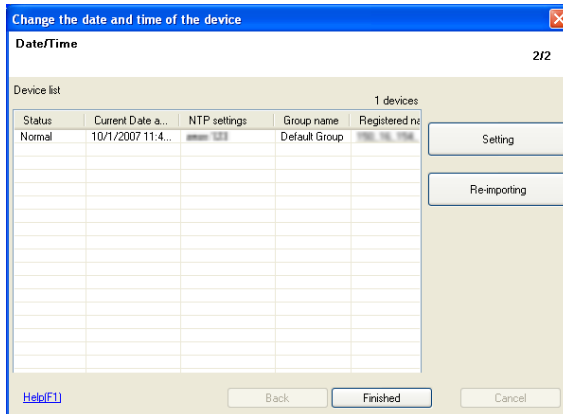 Change the date and time of the device
Date/Time
2/2
Device list
1 devices
Status Current Date a... NTP settings Group name Registered na
Normal 10/1/2007 11:4... Default Group
Setting
Re-importing
Help(F1) Back Finished Cancel